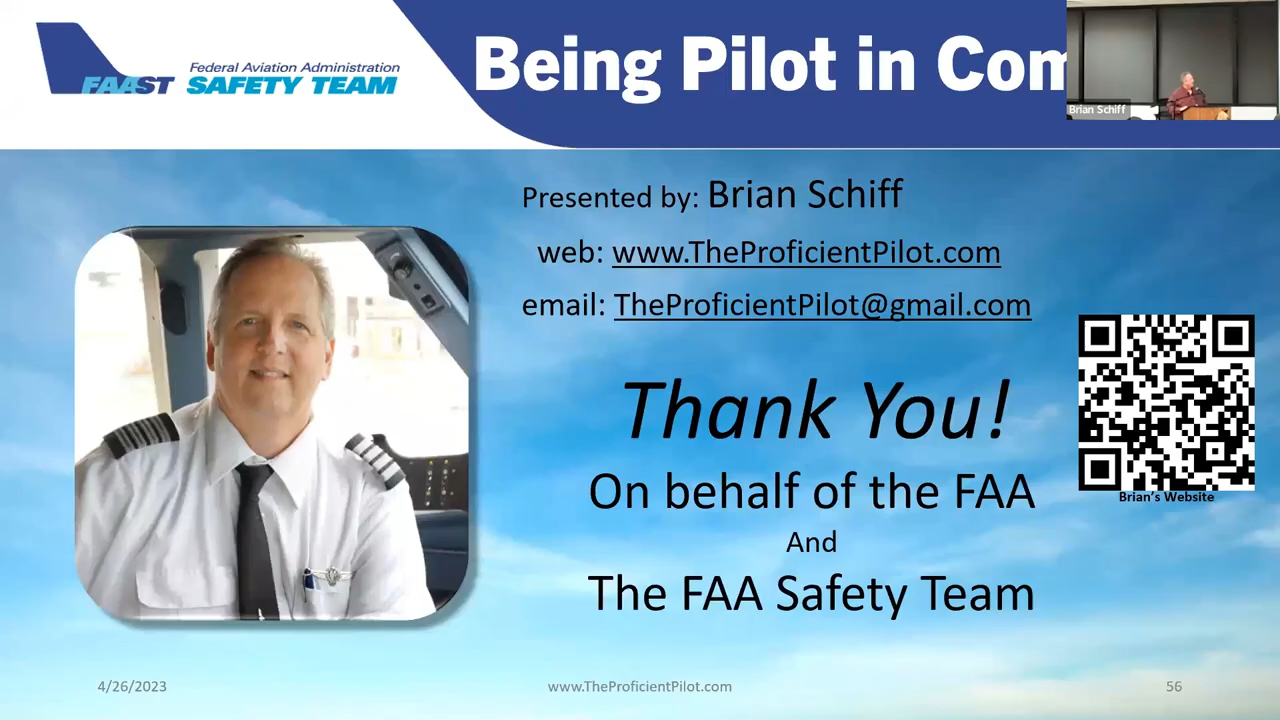 Federal Aviation Administration
FAAST SAFETY TEAM
Being Pilot in Com
Brian Schiff
Presented by: Brian Schiff
web: www.TheProficientPilot.com
email: TheProficientPilot@gmail.com
Thank You!
On behalf of the FAA
And
The FAA Safety Team
Brian's Website
4/26/2023
www.TheProficientPilot.com
56